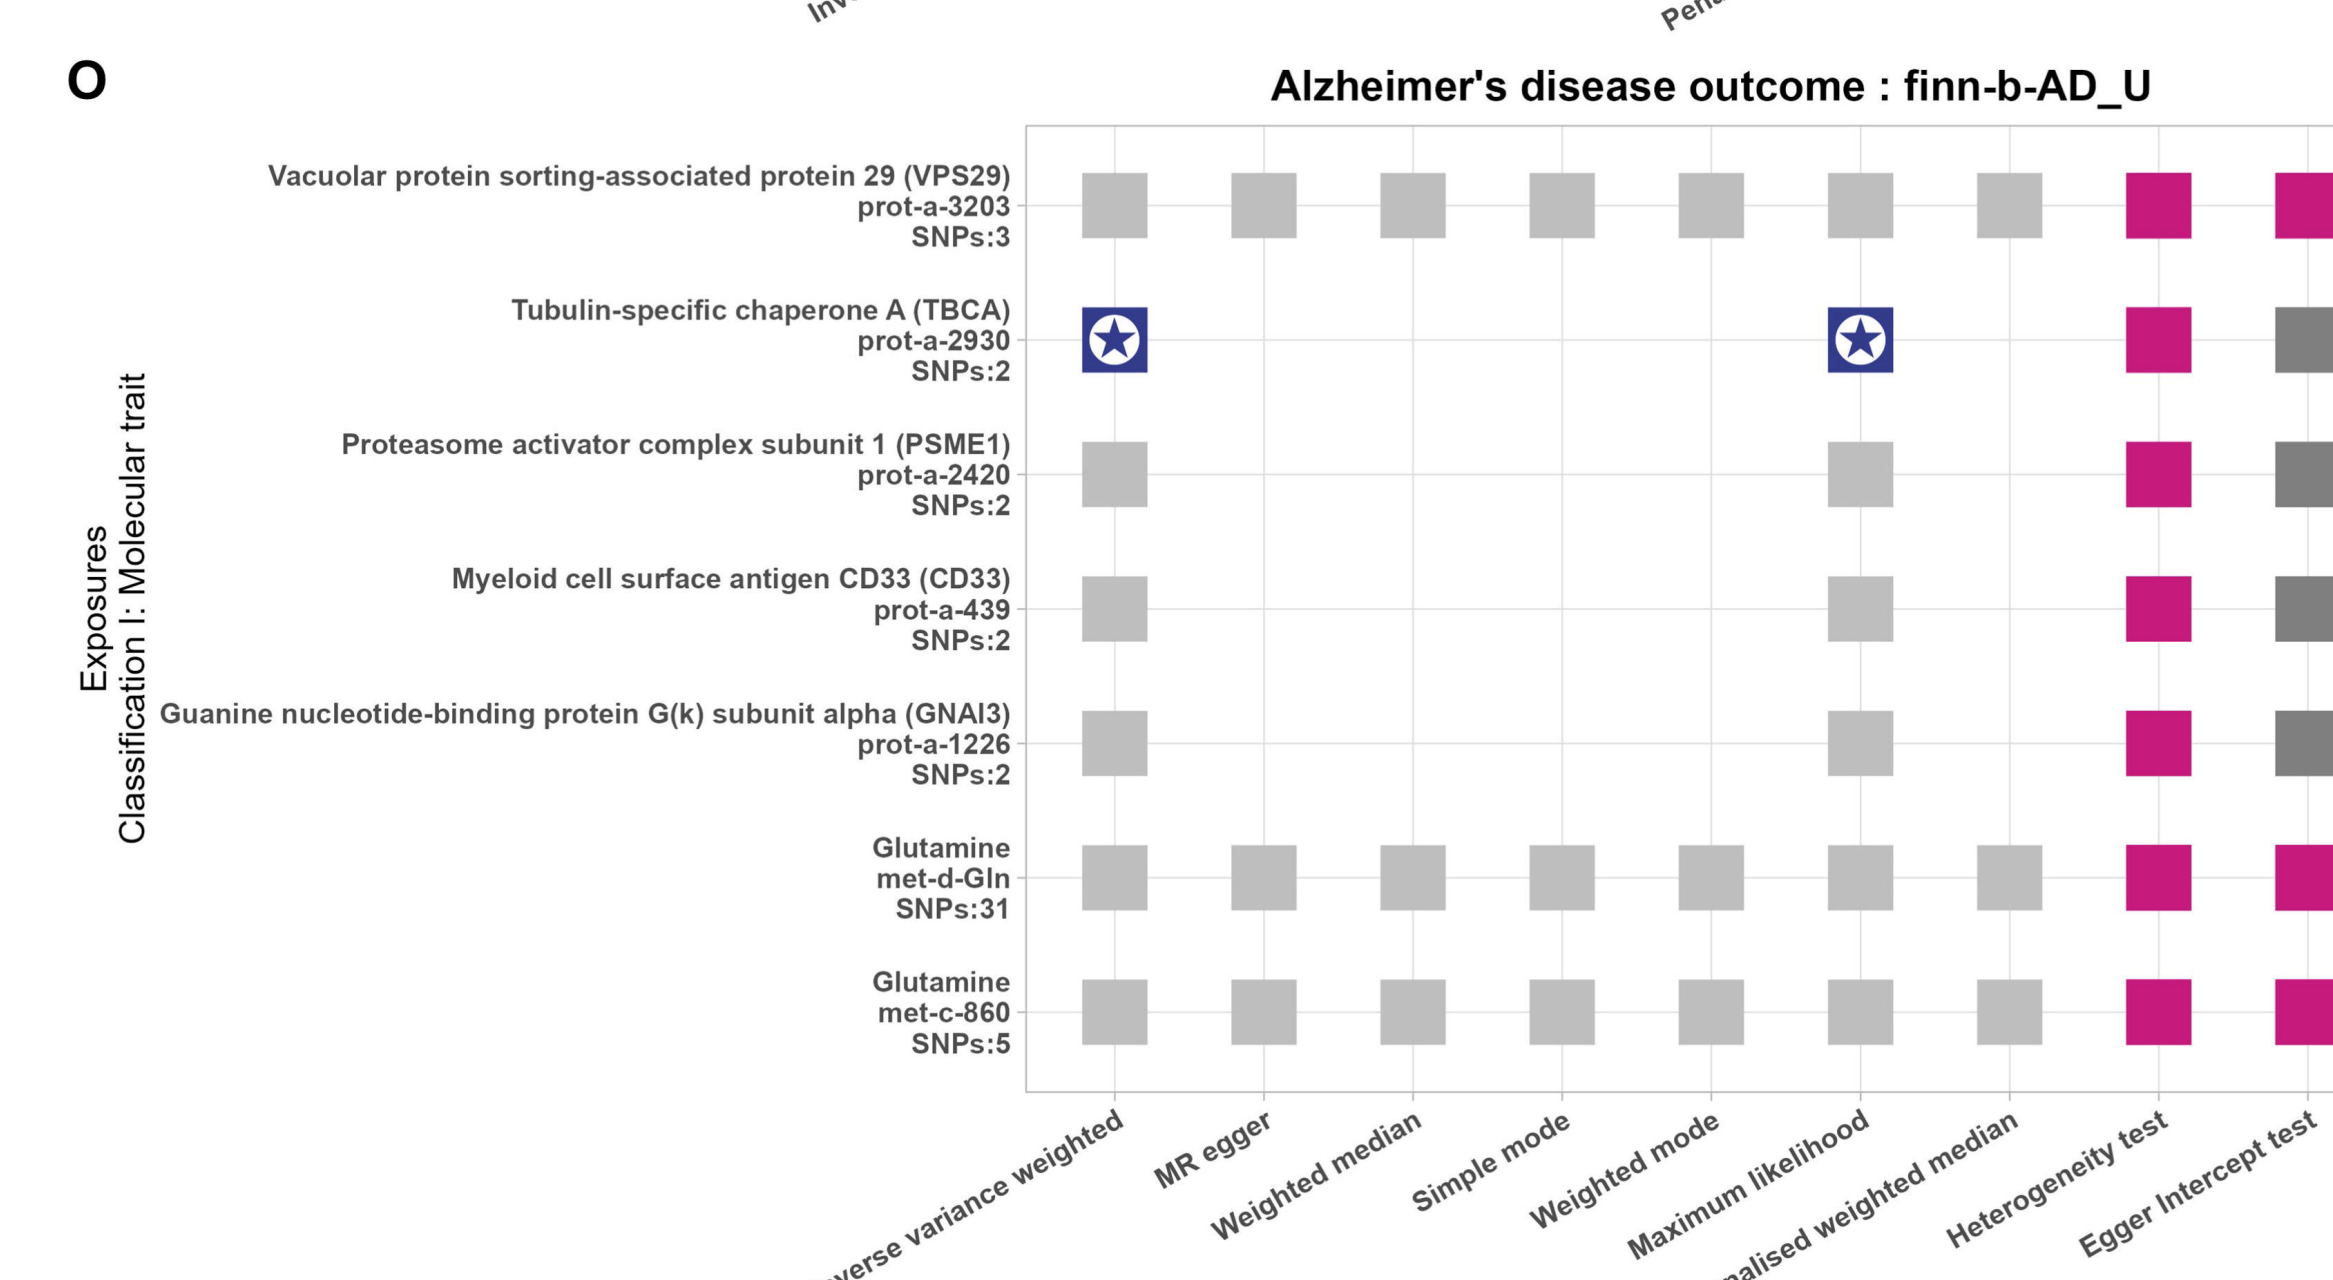 O
Alzheimer's disease outcome : finn-b-AD_U
Exposures
Classification I: Molecular trait
Vacuolar protein sorting-associated protein 29 (VPS29)
prot-a-3203
SNPs:3
Tubulin-specific chaperone A (TBCA)
prot-a-2930
SNPs:2
Proteasome activator complex subunit 1 (PSME1)
prot-a-2420
SNPs:2
Myeloid cell surface antigen CD33 (CD33)
prot-a-439
SNPs:2
Guanine nucleotide-binding protein G(k) subunit alpha (GNAI3)
prot-a-1226
SNPs:2
Glutamine
met-d-Gln
SNPs:31
Glutamine
met-c-860
SNPs:5
variance weighted
MR egger
Weighted median
Simple mode
Weighted mode
Maximum likelihood
weighted median
Heterogeneity test
Egger Intercept test